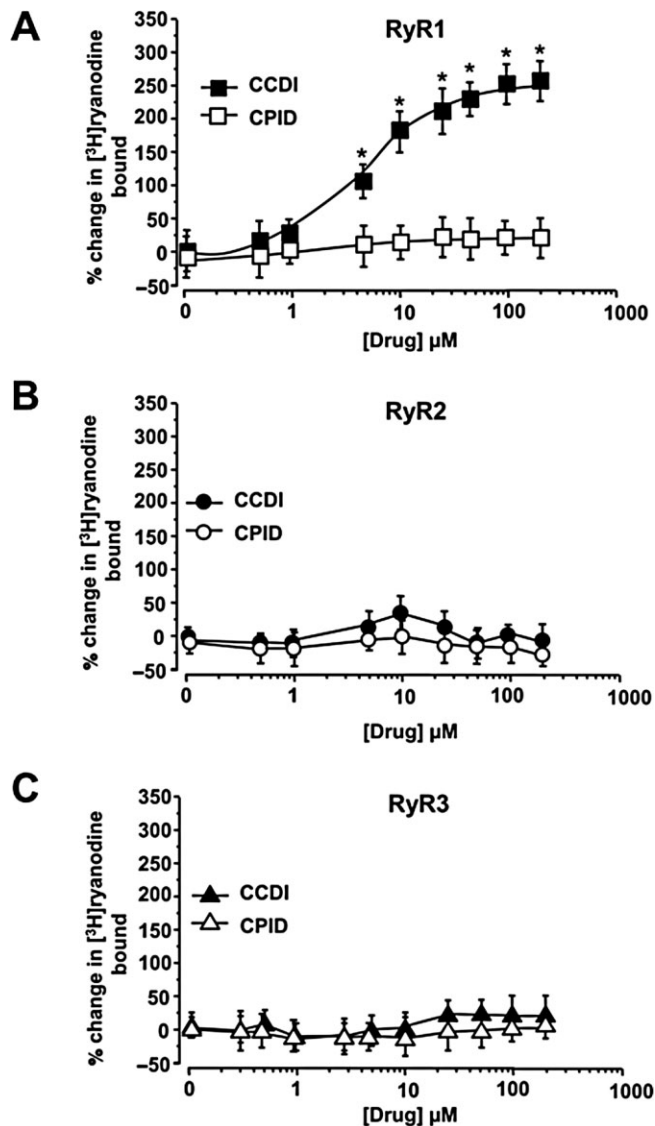 A
RyR1
% change in [³H]ryanodine
bound
350
300
250
200
150
100
50
0
–50
CCDI
CPID
*
*
*
*
*
*
0
1
10
100
1000
[Drug] µM
B
RyR2
% change in [³H]ryanodine
bound
350
300
250
200
150
100
50
0
–50
CCDI
CPID
0
1
10
100
1000
[Drug] µM
C
RyR3
% change in [³H]ryanodine
bound
350
300
250
200
150
100
50
0
–50
CCDI
CPID
0
1
10
100
1000
[Drug] µM